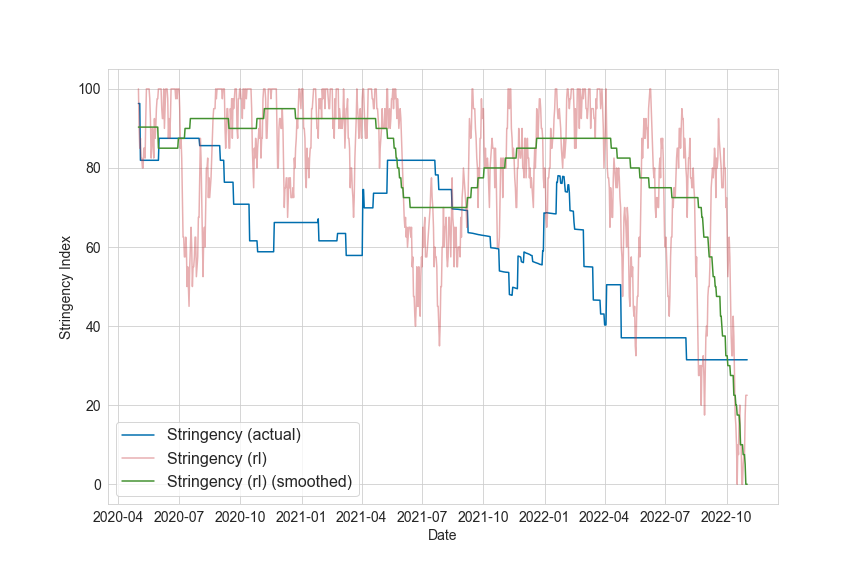 100
80
60
40
20
0
Stringency Index
Stringency (actual)
Stringency (rl)
Stringency (rl) (smoothed)
2020-04 2020-07 2020-10 2021-01 2021-04 2021-07 2021-10 2022-01 2022-04 2022-07 2022-10
Date